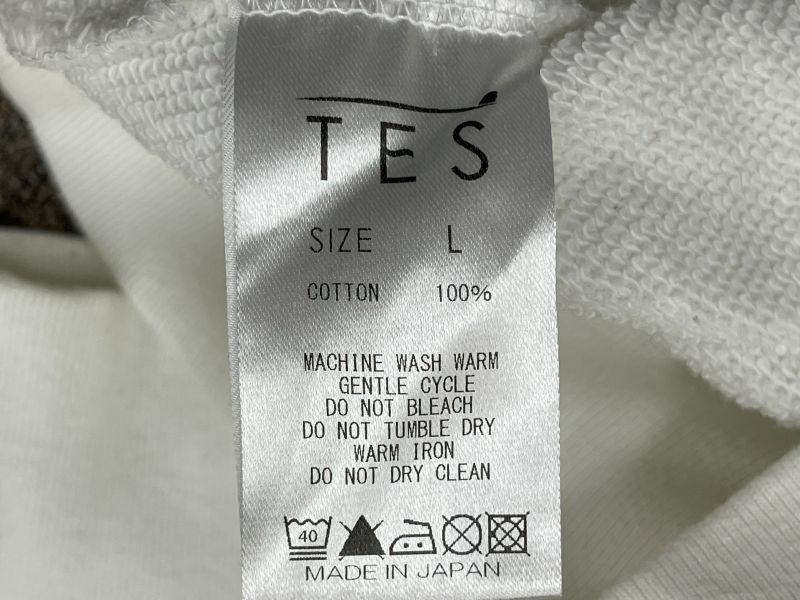 TES
SIZE L
COTTON 100%
MACHINE WASH WARM
GENTLE CYCLE
DO NOT BLEACH
DO NOT TUMBLE DRY
WARM IRON
DO NOT DRY CLEAN
40
MADE IN JAPAN